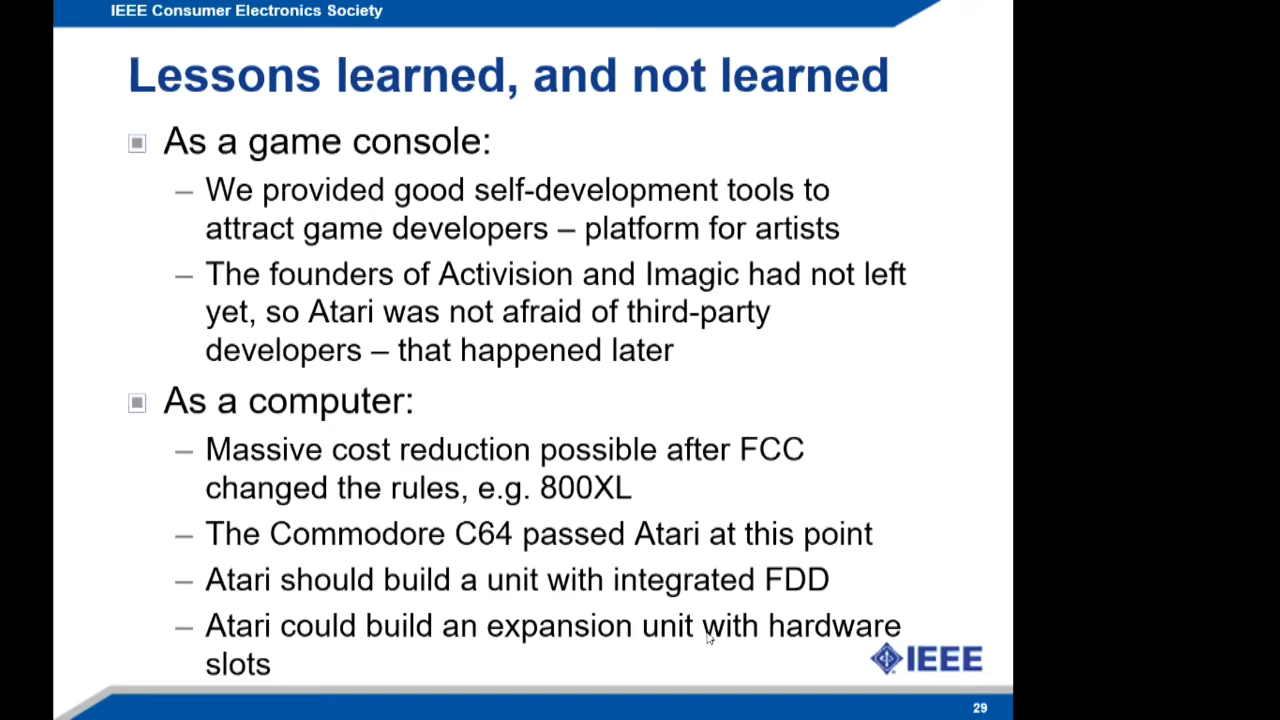 IEEE Consumer Electronics Society
Lessons learned, and not learned
As a game console:
– We provided good self-development tools to
attract game developers – platform for artists
– The founders of Activision and Imagic had not left
yet, so Atari was not afraid of third-party
developers – that happened later
As a computer:
– Massive cost reduction possible after FCC
changed the rules, e.g. 800XL
– The Commodore C64 passed Atari at this point
– Atari should build a unit with integrated FDD
– Atari could build an expansion unit with hardware
slots
IEEE
29